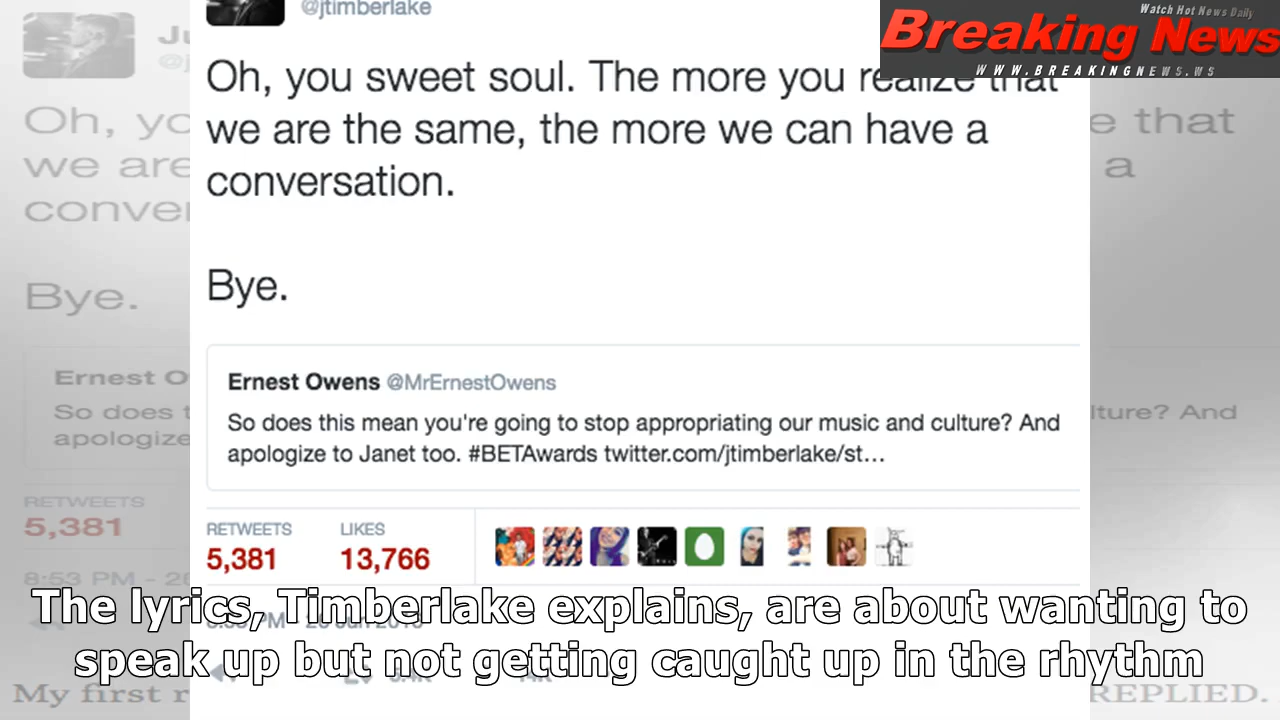 @jtimberlake
Watch Hot News Daily
Breaking News
WWW.BREAKINGNEWS.WS
Oh, you sweet soul. The more you realize that
we are the same, the more we can have a
conversation.
Bye.
Ernest Owens @MrErnestOwens
So does this mean you're going to stop appropriating our music and culture? And
apologize to Janet too. #BETAwards twitter.com/jtimberlake/st...
RETWEETS LIKES
5,381 13,766
The lyrics, Timberlake explains, are about wanting to
speak up but not getting caught up in the rhythm
My first r
REPLIED.